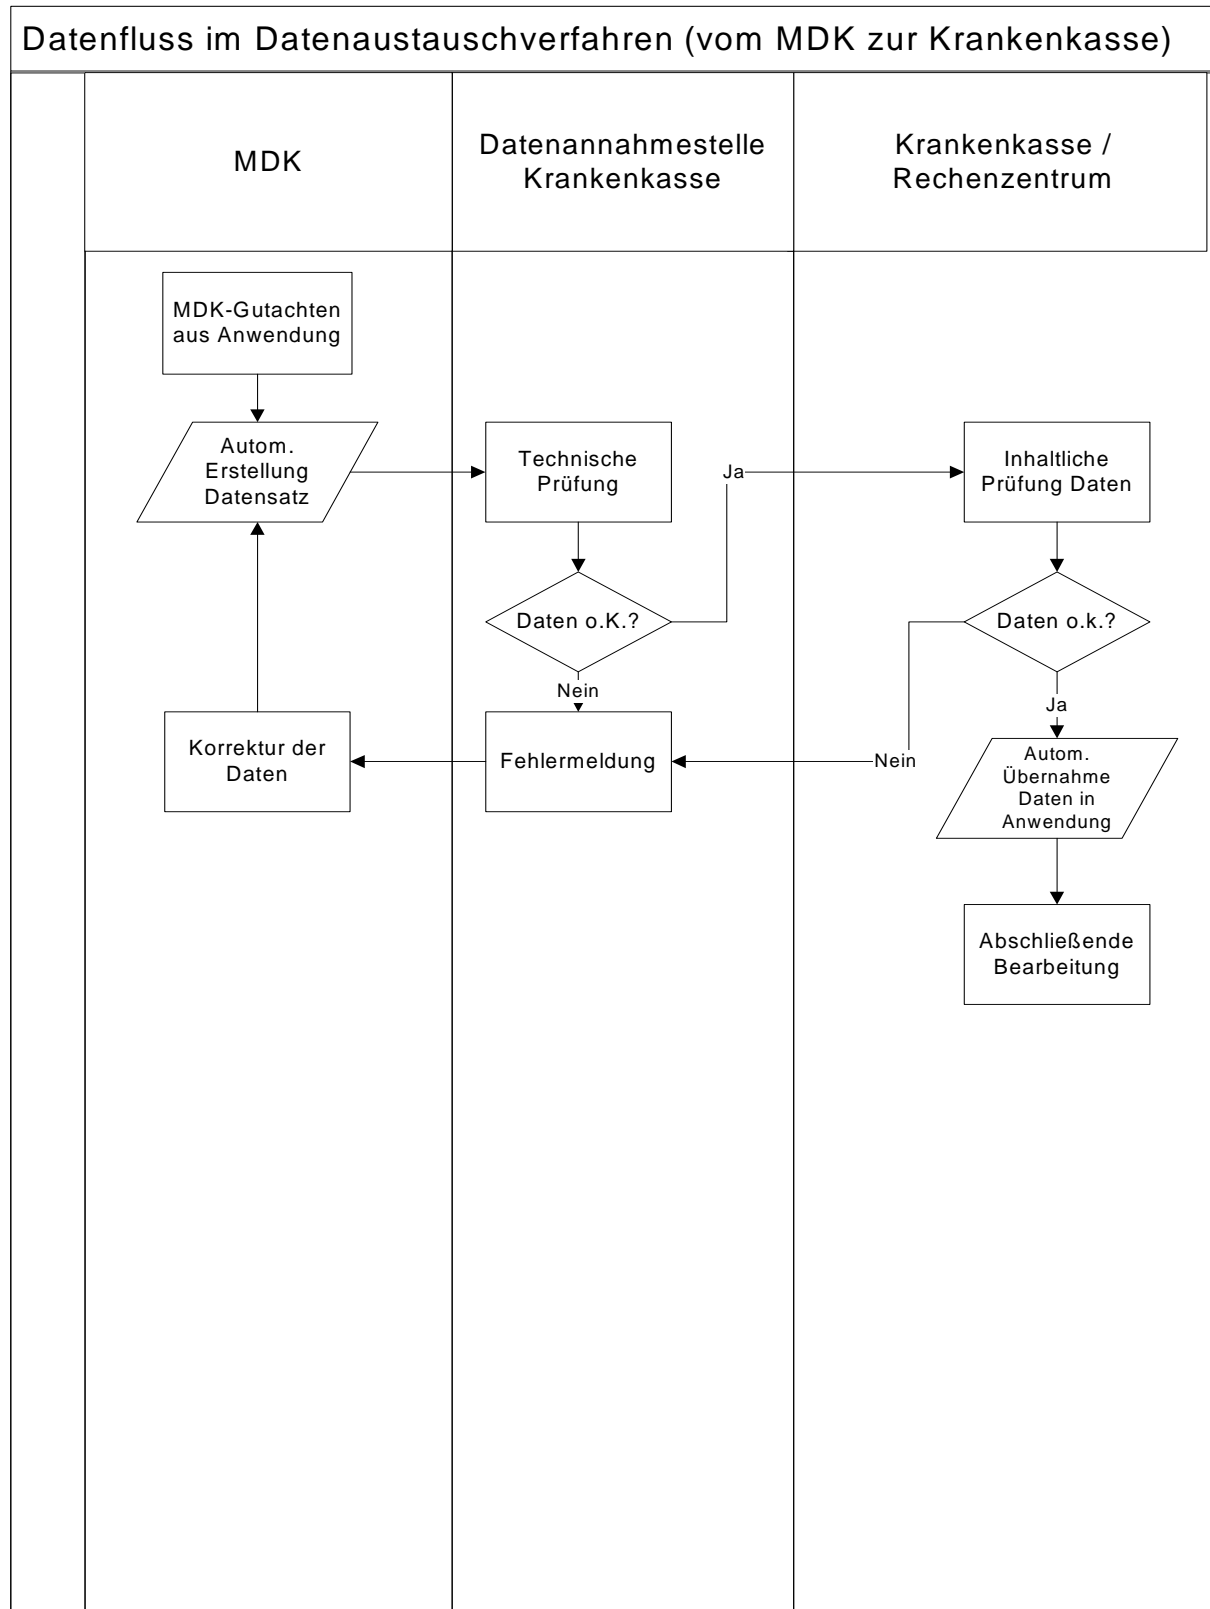 Datenfluss im Datenaustauschverfahren (vom MDK zur Krankenkasse)
MDK
Datenannahmestelle
Krankenkasse
Krankenkasse /
Rechenzentrum
MDK-Gutachten
aus Anwendung
Autom.
Erstellung
Datensatz
Technische
Prüfung
Ja
Inhaltliche
Prüfung Daten
Daten o.K.?
Daten o.k.?
Nein
Ja
Korrektur der
Daten
Fehlermeldung
Nein
Autom.
Übernahme
Daten in
Anwendung
Abschließende
Bearbeitung